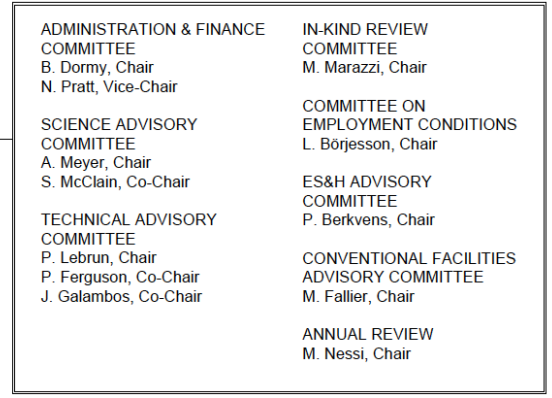 ADMINISTRATION & FINANCE
COMMITTEE
B. Dormy, Chair
N. Pratt, Vice-Chair
SCIENCE ADVISORY
COMMITTEE
A. Meyer, Chair
S. McClain, Co-Chair
TECHNICAL ADVISORY
COMMITTEE
P. Lebrun, Chair
P. Ferguson, Co-Chair
J. Galambos, Co-Chair
IN-KIND REVIEW
COMMITTEE
M. Marazzi, Chair
COMMITTEE ON
EMPLOYMENT CONDITIONS
L. Börjesson, Chair
ES&H ADVISORY
COMMITTEE
P. Berkvens, Chair
CONVENTIONAL FACILITIES
ADVISORY COMMITTEE
M. Fallier, Chair
ANNUAL REVIEW
M. Nessi, Chair